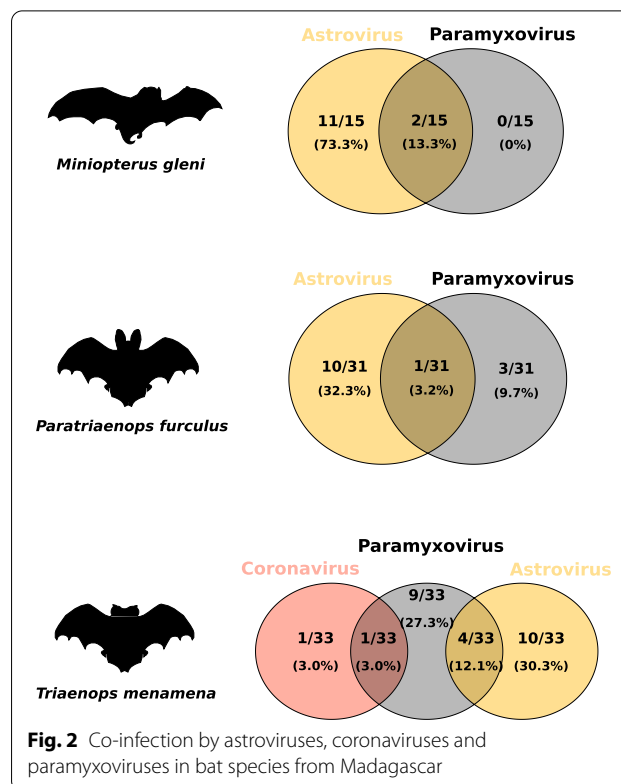 Astrovirus Paramyxovirus
11/15 2/15 0/15
(73.3%) (13.3%) (0%)
Miniopterus gleni
Astrovirus Paramyxovirus
10/31 1/31 3/31
(32.3%) (3.2%) (9.7%)
Paratriaenops furculus
Paramyxovirus
Coronavirus Astrovirus
9/33
(27.3%)
1/33 1/33 4/33 10/33
(3.0%) (3.0%) (12.1%) (30.3%)
Triaenops menamena
Fig. 2 Co-infection by astroviruses, coronaviruses and
paramyxoviruses in bat species from Madagascar